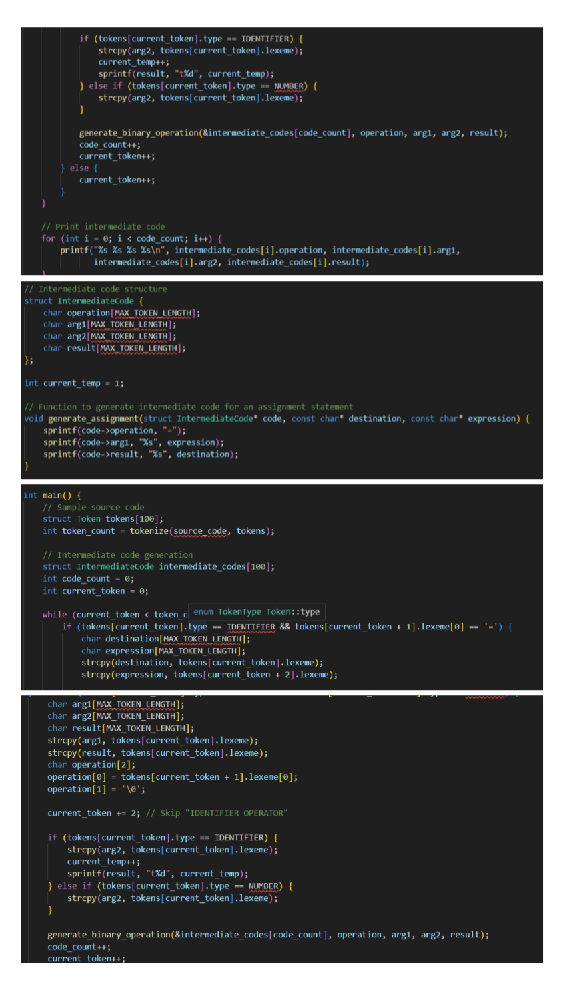 if (tokens[current_token].type == IDENTIFIER) {
strcpy(arg2, tokens[current_token].lexeme);
current_temp++;
sprintf(result, "t%d", current_temp);
} else if (tokens[current_token].type == NUMBER) {
strcpy(arg2, tokens[current_token].lexeme);
}
generate_binary_operation(&intermediate_codes[code_count], operation, arg1, arg2, result);
code_count++;
current_token++;
} else {
current_token++;
}
}
// Print intermediate code
for (int i = 0; i < code_count; i++) {
printf("%s %s %s %s\n", intermediate_codes[i].operation, intermediate_codes[i].arg1,
intermediate_codes[i].arg2, intermediate_codes[i].result);
}
// Intermediate code structure
struct IntermediateCode {
char operation[MAX_TOKEN_LENGTH];
char arg1[MAX_TOKEN_LENGTH];
char arg2[MAX_TOKEN_LENGTH];
char result[MAX_TOKEN_LENGTH];
};
int current_temp = 1;
// Function to generate intermediate code for an assignment statement
void generate_assignment(struct IntermediateCode* code, const char* destination, const char* expression) {
sprintf(code->operation, "=");
sprintf(code->arg1, "%s", expression);
sprintf(code->result, "%s", destination);
}
int main() {
// Sample source code
struct Token tokens[100];
int token_count = tokenize(source_code, tokens);
// Intermediate code generation
struct IntermediateCode intermediate_codes[100];
int code_count = 0;
int current_token = 0;
enum TokenType Token::type
while (current_token < token_c
if (tokens[current_token].type == IDENTIFIER && tokens[current_token + 1].lexeme[0] == '=') {
char destination[MAX_TOKEN_LENGTH];
char expression[MAX_TOKEN_LENGTH];
strcpy(destination, tokens[current_token].lexeme);
strcpy(expression, tokens[current_token + 2].lexeme);
char arg1[MAX_TOKEN_LENGTH];
char arg2[MAX_TOKEN_LENGTH];
char result[MAX_TOKEN_LENGTH];
strcpy(arg1, tokens[current_token].lexeme);
strcpy(result, tokens[current_token].lexeme);
char operation[2];
operation[0] = tokens[current_token + 1].lexeme[0];
operation[1] = '\0';
current_token += 2; // Skip "IDENTIFIER OPERATOR"
if (tokens[current_token].type == IDENTIFIER) {
strcpy(arg2, tokens[current_token].lexeme);
current_temp++;
sprintf(result, "t%d", current_temp);
} else if (tokens[current_token].type == NUMBER) {
strcpy(arg2, tokens[current_token].lexeme);
}
generate_binary_operation(&intermediate_codes[code_count], operation, arg1, arg2, result);
code_count++;
current_token++;